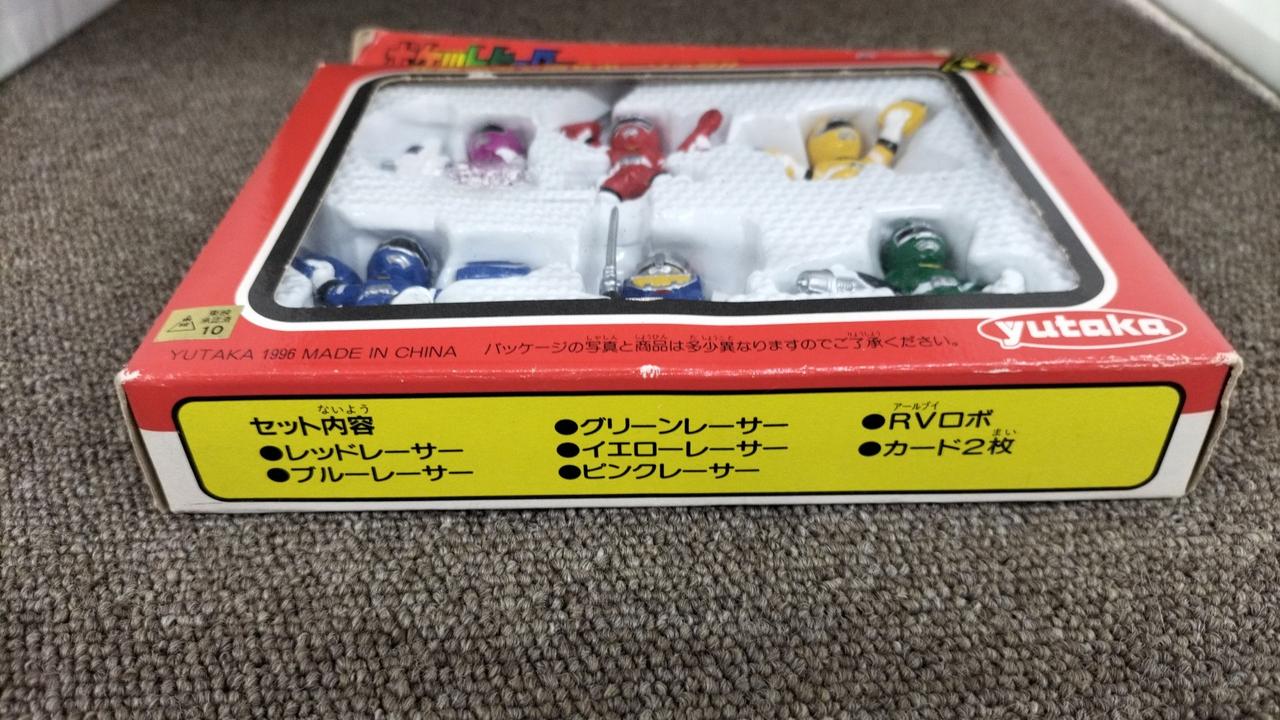 東映
承認済
10
yutaka
YUTAKA 1996 MADE IN CHINA
パッケージの写真と商品は多少異なりますのでご了承ください。
ないよう
セット内容
●レッドレーサー
●ブルーレーサー
●グリーンレーサー
●イエローレーサー
●ピンクレーサー
アールブイ
●RVロボ
まい
●カード2枚